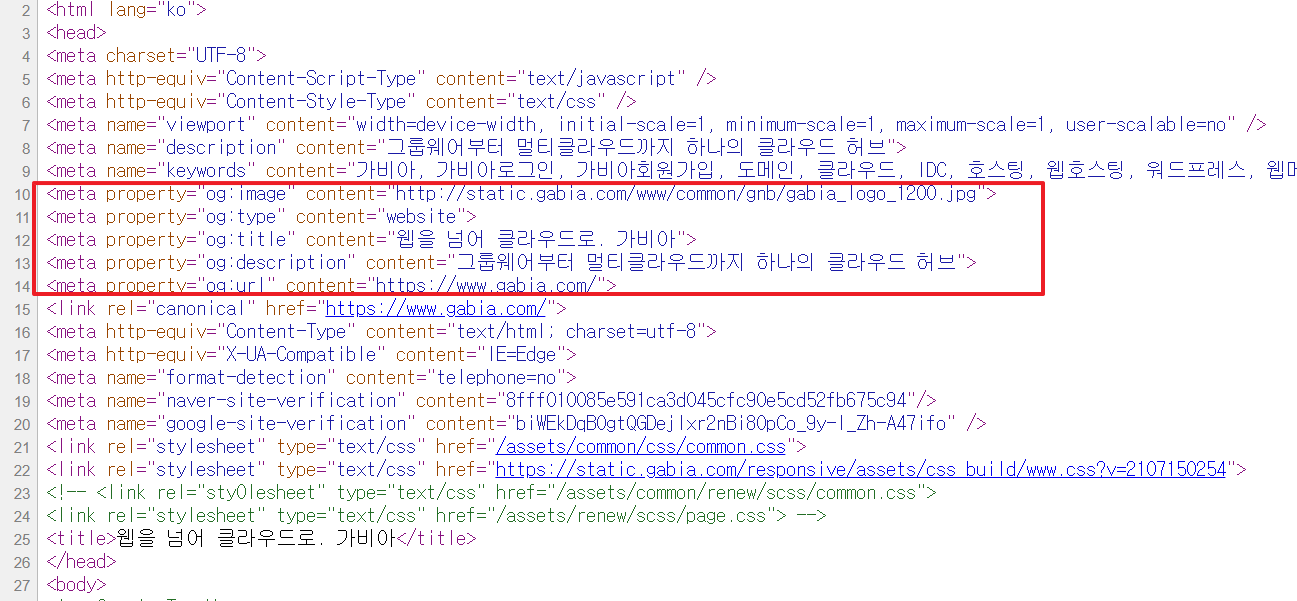 2 <html lang="ko">
3 <head>
4 <meta charset="UTF-8">
5 <meta http-equiv="Content-Script-Type" content="text/javascript" />
6 <meta http-equiv="Content-Style-Type" content="text/css" />
7 <meta name="viewport" content="width=device-width, initial-scale=1, minimum-scale=1, maximum-scale=1, user-scalable=no" />
8 <meta name="description" content="그룹웨어부터 멀티클라우드까지 하나의 클라우드 허브">
9 <meta name="keywords" content="가비아, 가비아로그인, 가비아회원가입, 도메인, 클라우드, IDC, 호스팅, 웹호스팅, 워드프레스,
10 <meta property="og:image" content="http://static.gabia.com/www/common/gnb/gabia_logo_1200.jpg">
11 <meta property="og:type" content="website">
12 <meta property="og:title" content="웹을 넘어 클라우드로. 가비아">
13 <meta property="og:description" content="그룹웨어부터 멀티클라우드까지 하나의 클라우드 허브">
14 <meta property="og:url" content="https://www.gabia.com/">
15 <link rel="canonical" href="https://www.gabia.com/">
16 <meta http-equiv="Content-Type" content="text/html; charset=utf-8">
17 <meta http-equiv="X-UA-Compatible" content="IE=Edge">
18 <meta name="format-detection" content="telephone=no">
19 <meta name="naver-site-verification" content="8fff010085e591ca3d045cfc90e5cd52fb675c94"/>
20 <meta name="google-site-verification" content= />
21 <link rel="stylesheet" type="text/css" href="/assets/common/css/common.css">
22 <link rel="stylesheet" type="text/css" href="https://static.gabia.com/responsive/assets/css_build/www.css?v=2107150254">
23 <!-- <link rel="styOlesheet" type="text/css" href="/assets/common/renew/scss/common.css">
24 <link rel="stylesheet" type="text/css" href="/assets/renew/scss/page.css"> -->
25 <title>웹을 넘어 클라우드로. 가비아</title>
26 </head>
27 <body>